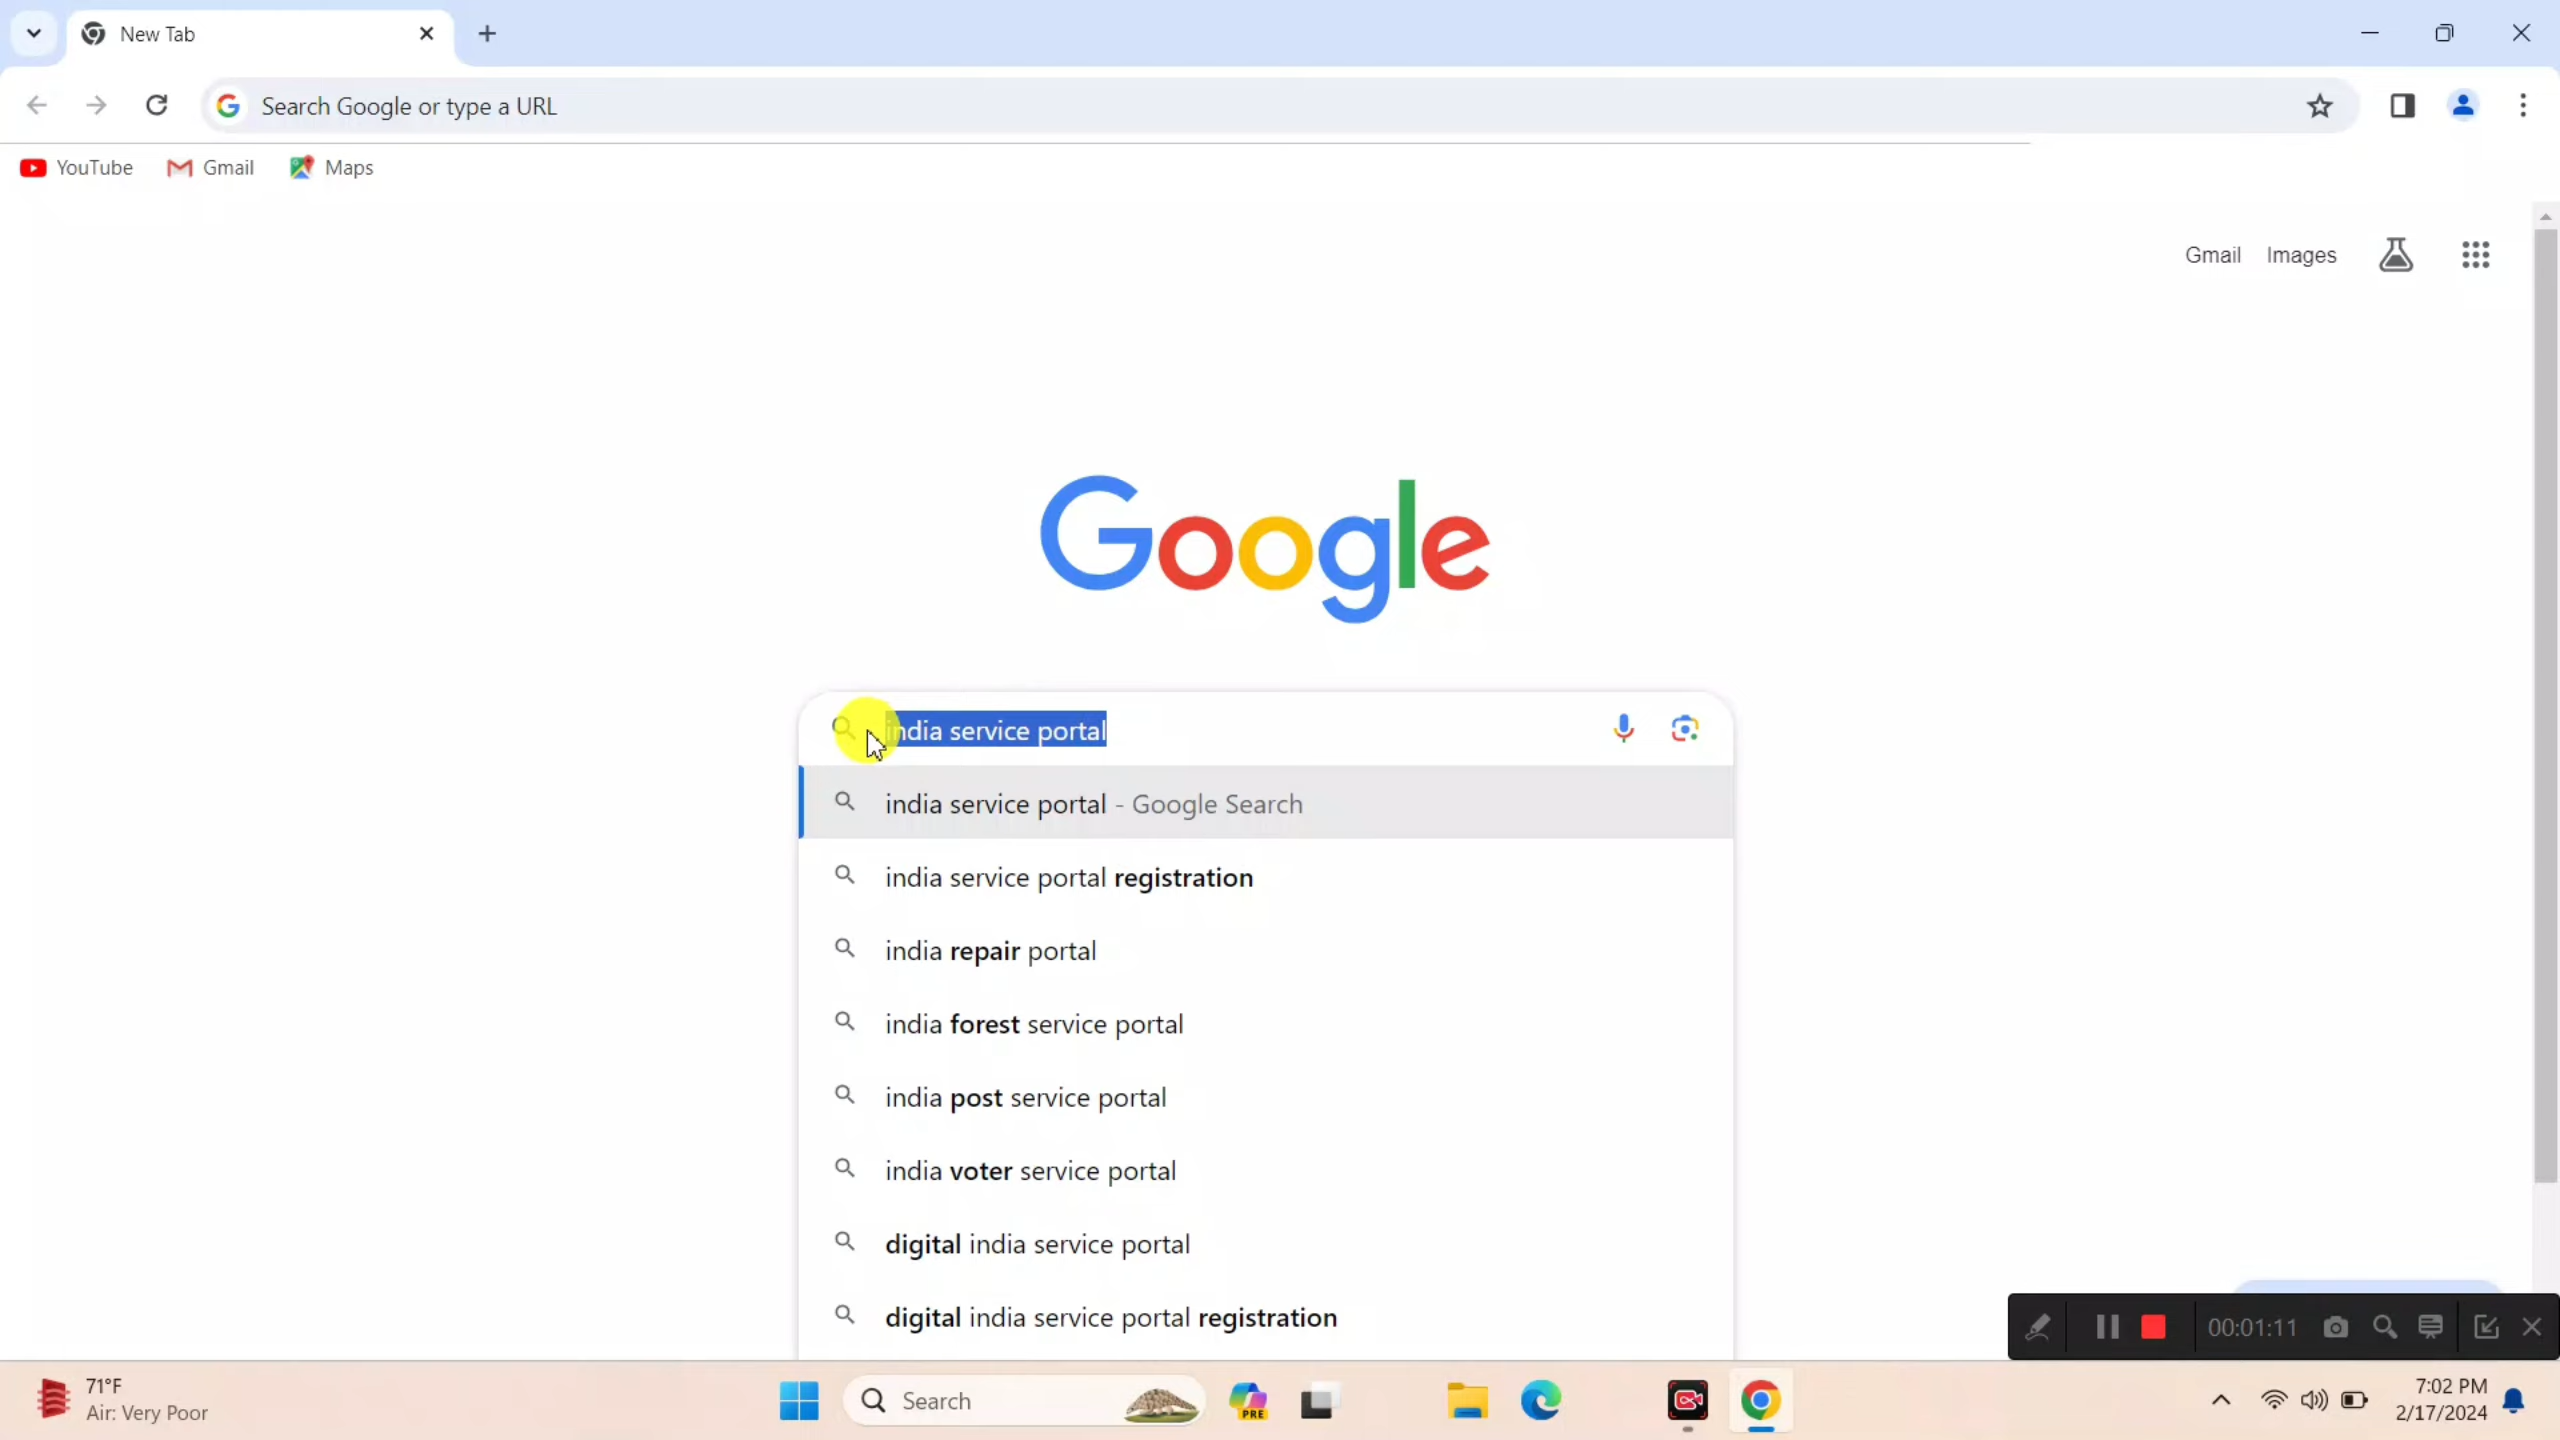 New Tab
Search Google or type a URL
YouTube
Gmail
Maps
Gmail Images
Google
india service portal
india service portal - Google Search
india service portal registration
india repair portal
india forest service portal
india post service portal
india voter service portal
digital india service portal
digital india service portal registration
00:01:11
71°F
Air: Very Poor
Search
PRE
7:02 PM
2/17/2024